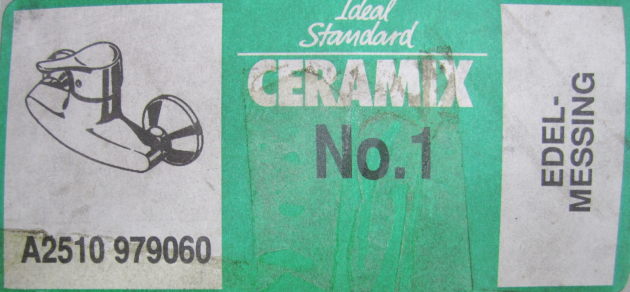 Ideal
Standard
CERAMIX
No.1
A2510 979060
EDEL-
MESSING